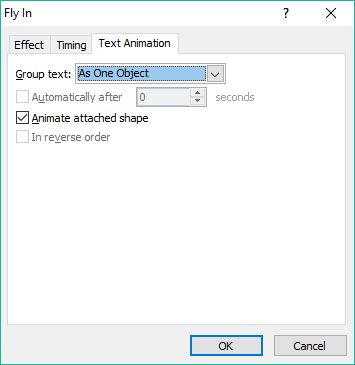 Fly In
?
Effect Timing Text Animation
Group text: As One Object
Automatically after 0 seconds
Animate attached shape
In reverse order
OK Cancel